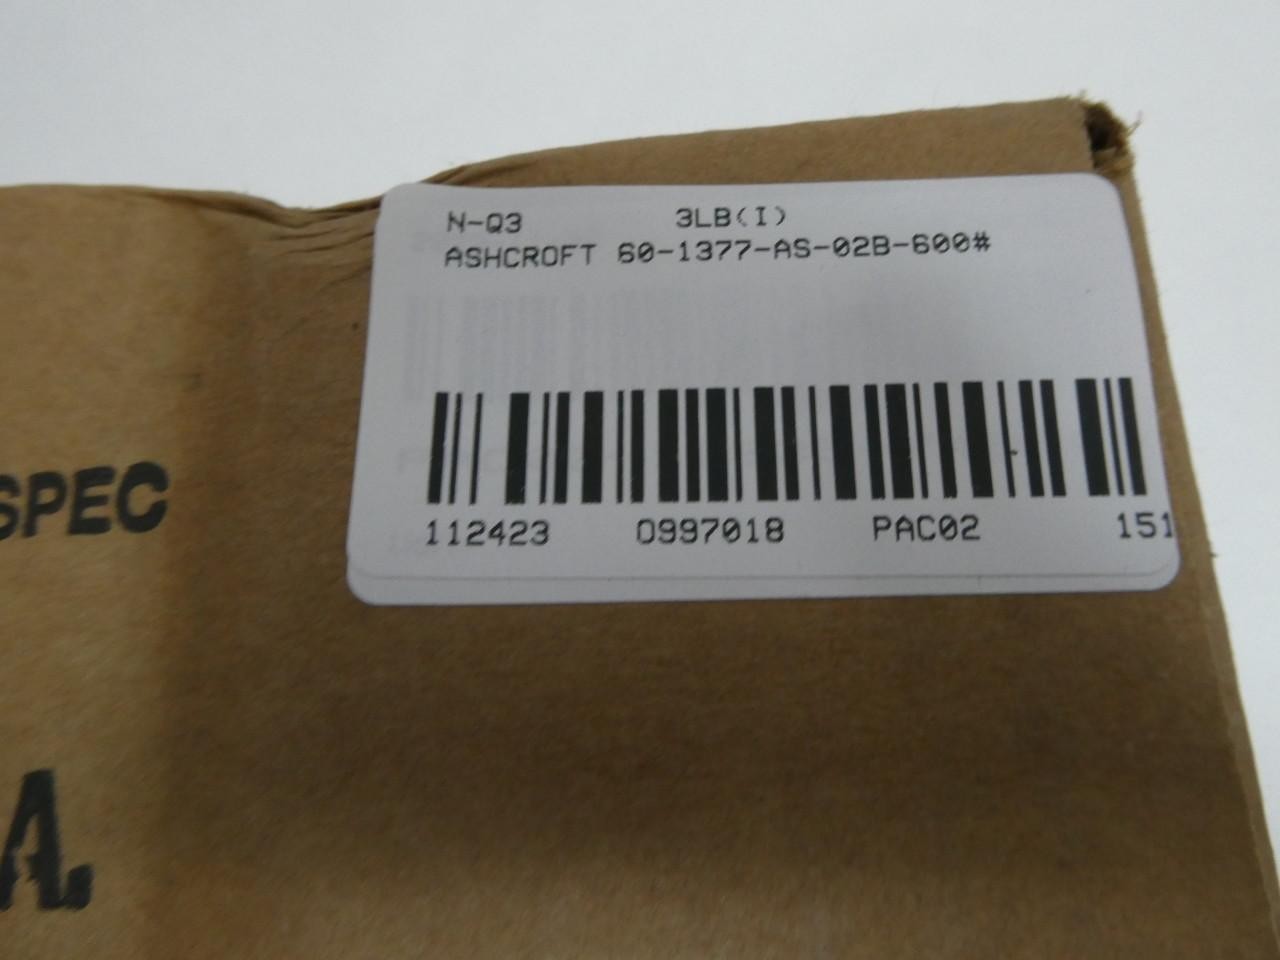 N-Q3 3LB(I)
ASHCROFT 60-1377-AS-02B-600#
112423 0997018 PAC02 151
SPEC
A.